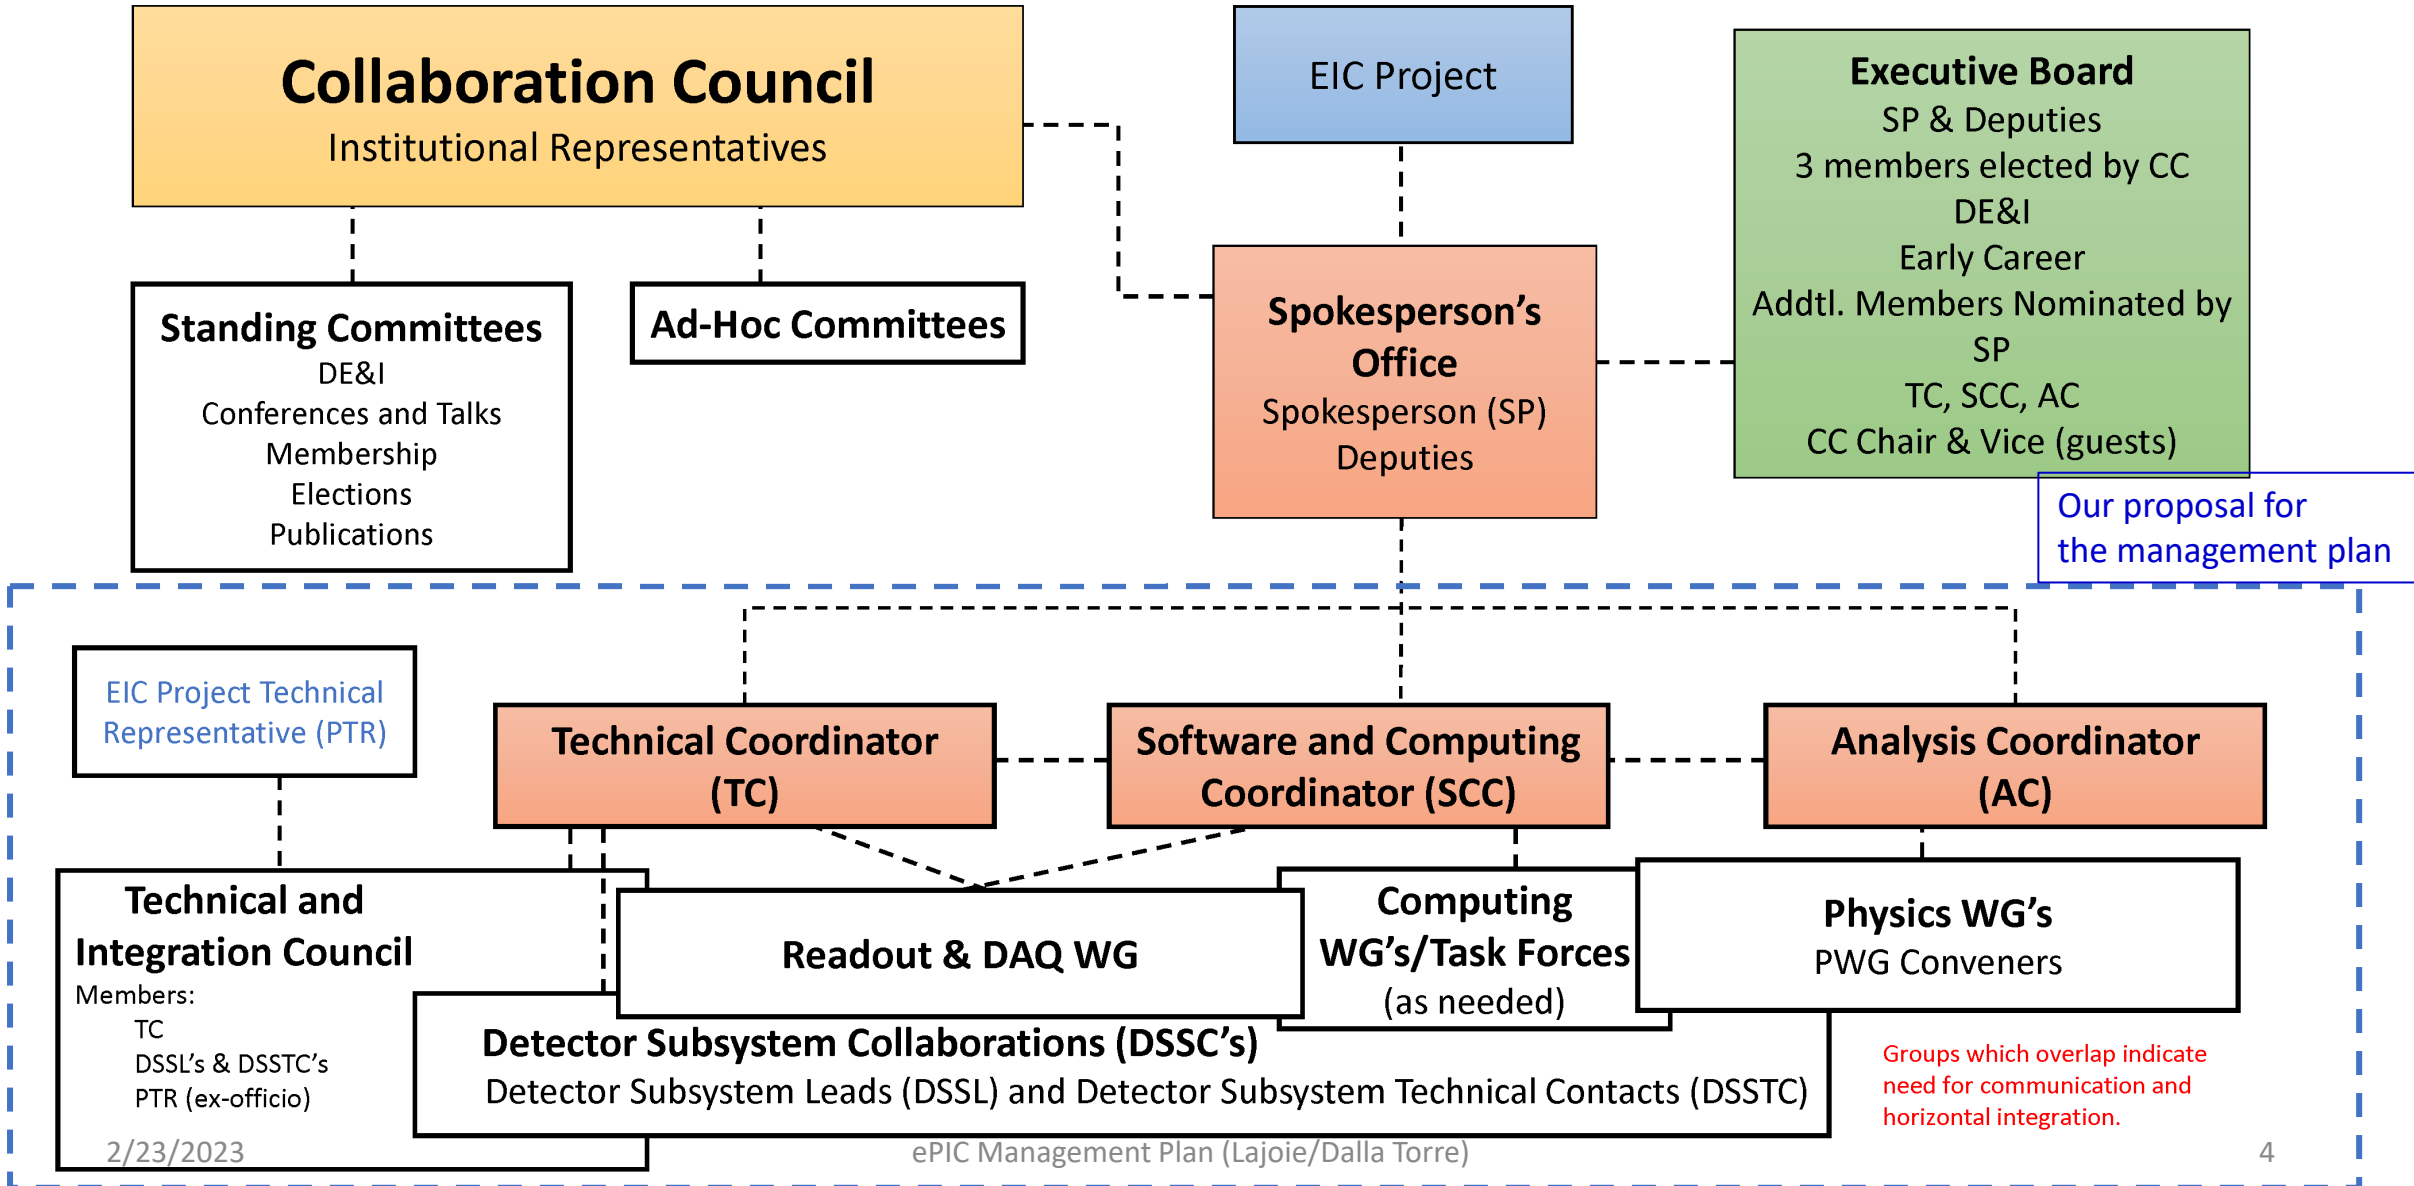 Collaboration Council
Institutional Representatives
EIC Project
Executive Board
SP & Deputies
3 members elected by CC
DE&I
Early Career
Addtl. Members Nominated by
SP
TC, SCC, AC
CC Chair & Vice (guests)
Standing Committees
DE&I
Conferences and Talks
Membership
Elections
Publications
Ad-Hoc Committees
Spokesperson’s
Office
Spokesperson (SP)
Deputies
Our proposal for
the management plan
EIC Project Technical
Representative (PTR)
Technical Coordinator
(TC)
Software and Computing
Coordinator (SCC)
Analysis Coordinator
(AC)
Technical and
Integration Council
Members:
TC
DSSL’s & DSSTC’s
PTR (ex-officio)
Readout & DAQ WG
Computing
WG’s/Task Forces
(as needed)
Physics WG’s
PWG Conveners
Detector Subsystem Collaborations (DSSC’s)
Detector Subsystem Leads (DSSL) and Detector Subsystem Technical Contacts (DSSTC)
Groups which overlap indicate
need for communication and
horizontal integration.
2/23/2023
ePIC Management Plan (Lajoie/Dalla Torre)
4